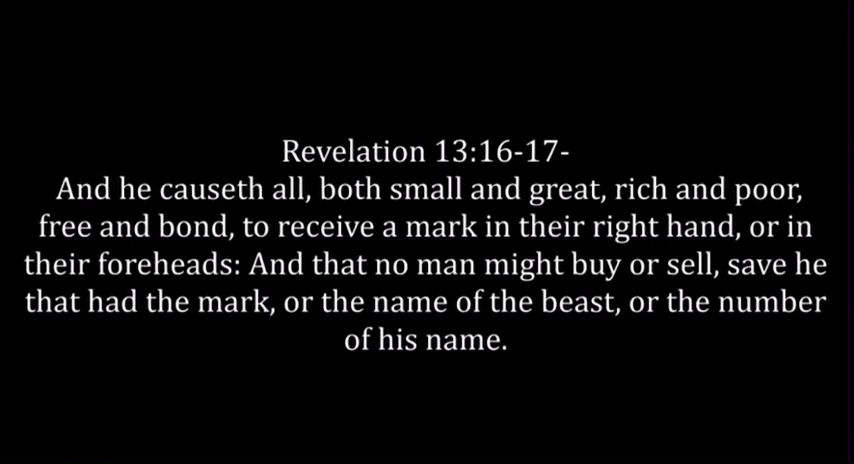 Revelation 13:16-17-
And he causeth all, both small and great, rich and poor,
free and bond, to receive a mark in their right hand, or in
their foreheads: And that no man might buy or sell, save he
that had the mark, or the name of the beast, or the number
of his name.